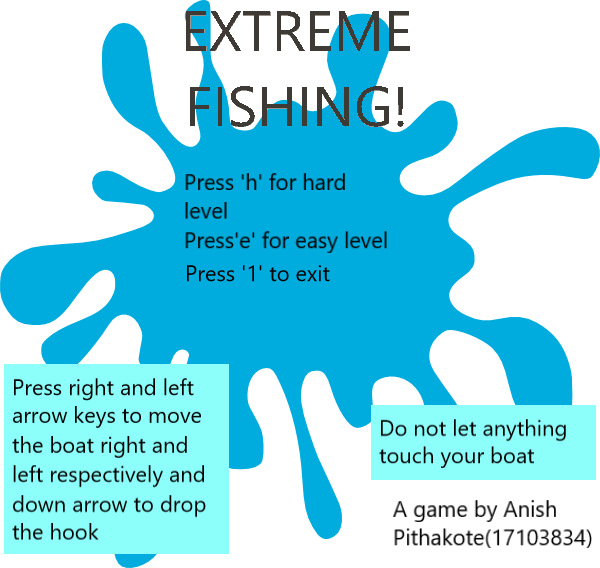 EXTREME
FISHING!
Press 'h' for hard
level
Press'e' for easy level
Press '1' to exit
Press right and left
arrow keys to move
the boat right and
left respectively and
down arrow to drop
the hook
Do not let anything
touch your boat
A game by Anish
Pithakote(17103834)